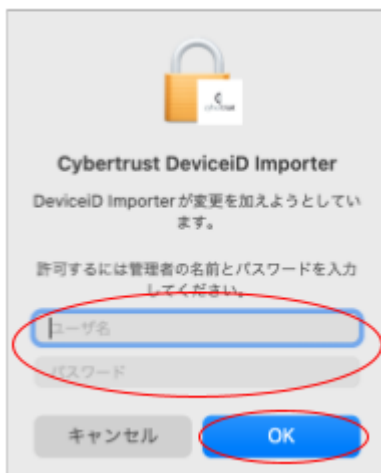 Cybertrust DeviceiD Importer
DeviceiD Importerが変更を加えようとしてい
ます。
許可するには管理者の名前とパスワードを入力
してください。
ユーザ名
パスワード
キャンセル
OK